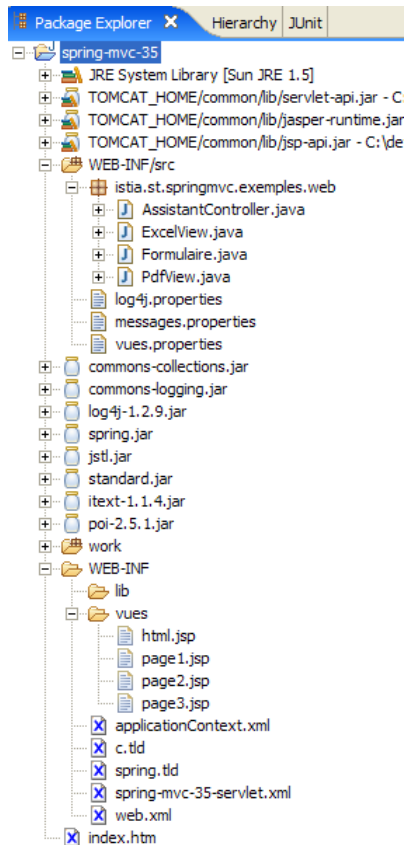 Package Explorer Hierarchy JUnit
spring-mvc-35
JRE System Library [Sun JRE 1.5]
TOMCAT_HOME/common/lib/servlet-api.jar - C:
TOMCAT_HOME/common/lib/jasper-runtime.jar
TOMCAT_HOME/common/lib/jsp-api.jar - C:\de
WEB-INF/src
istia.st.springmvc.exemples.web
AssistantController.java
ExcelView.java
Formulaire.java
PdfView.java
log4j.properties
messages.properties
vues.properties
commons-collections.jar
commons-logging.jar
log4j-1.2.9.jar
spring.jar
jstl.jar
standard.jar
itext-1.1.4.jar
poi-2.5.1.jar
work
WEB-INF
lib
vues
html.jsp
page1.jsp
page2.jsp
page3.jsp
applicationContext.xml
c.tld
spring.tld
spring-mvc-35-servlet.xml
web.xml
index.htm